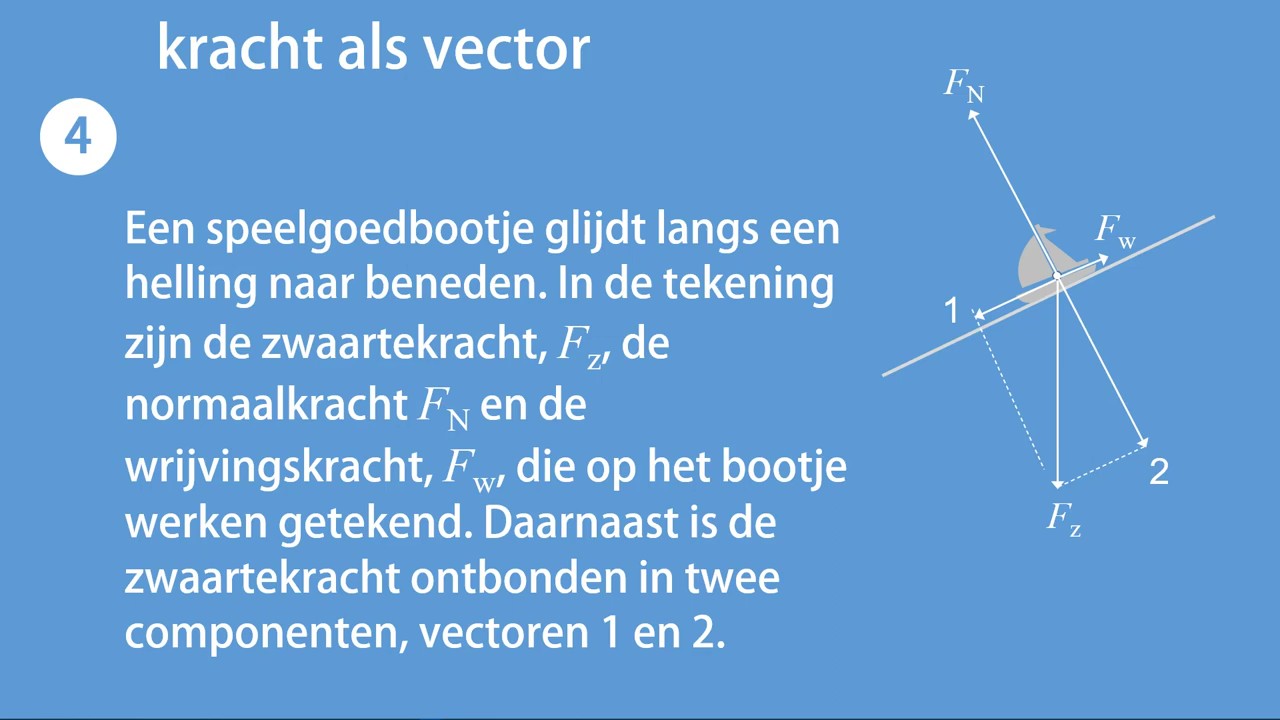 kracht als vector
4
Een speelgoedbootje glijdt langs een
helling naar beneden. In de tekening
zijn de zwaartekracht, Fz, de
normaalkracht FN en de
wrijvingskracht, Fw, die op het bootje
werken getekend. Daarnaast is de
zwaartekracht ontbonden in twee
componenten, vectoren 1 en 2.
FN
Fw
1
2
Fz